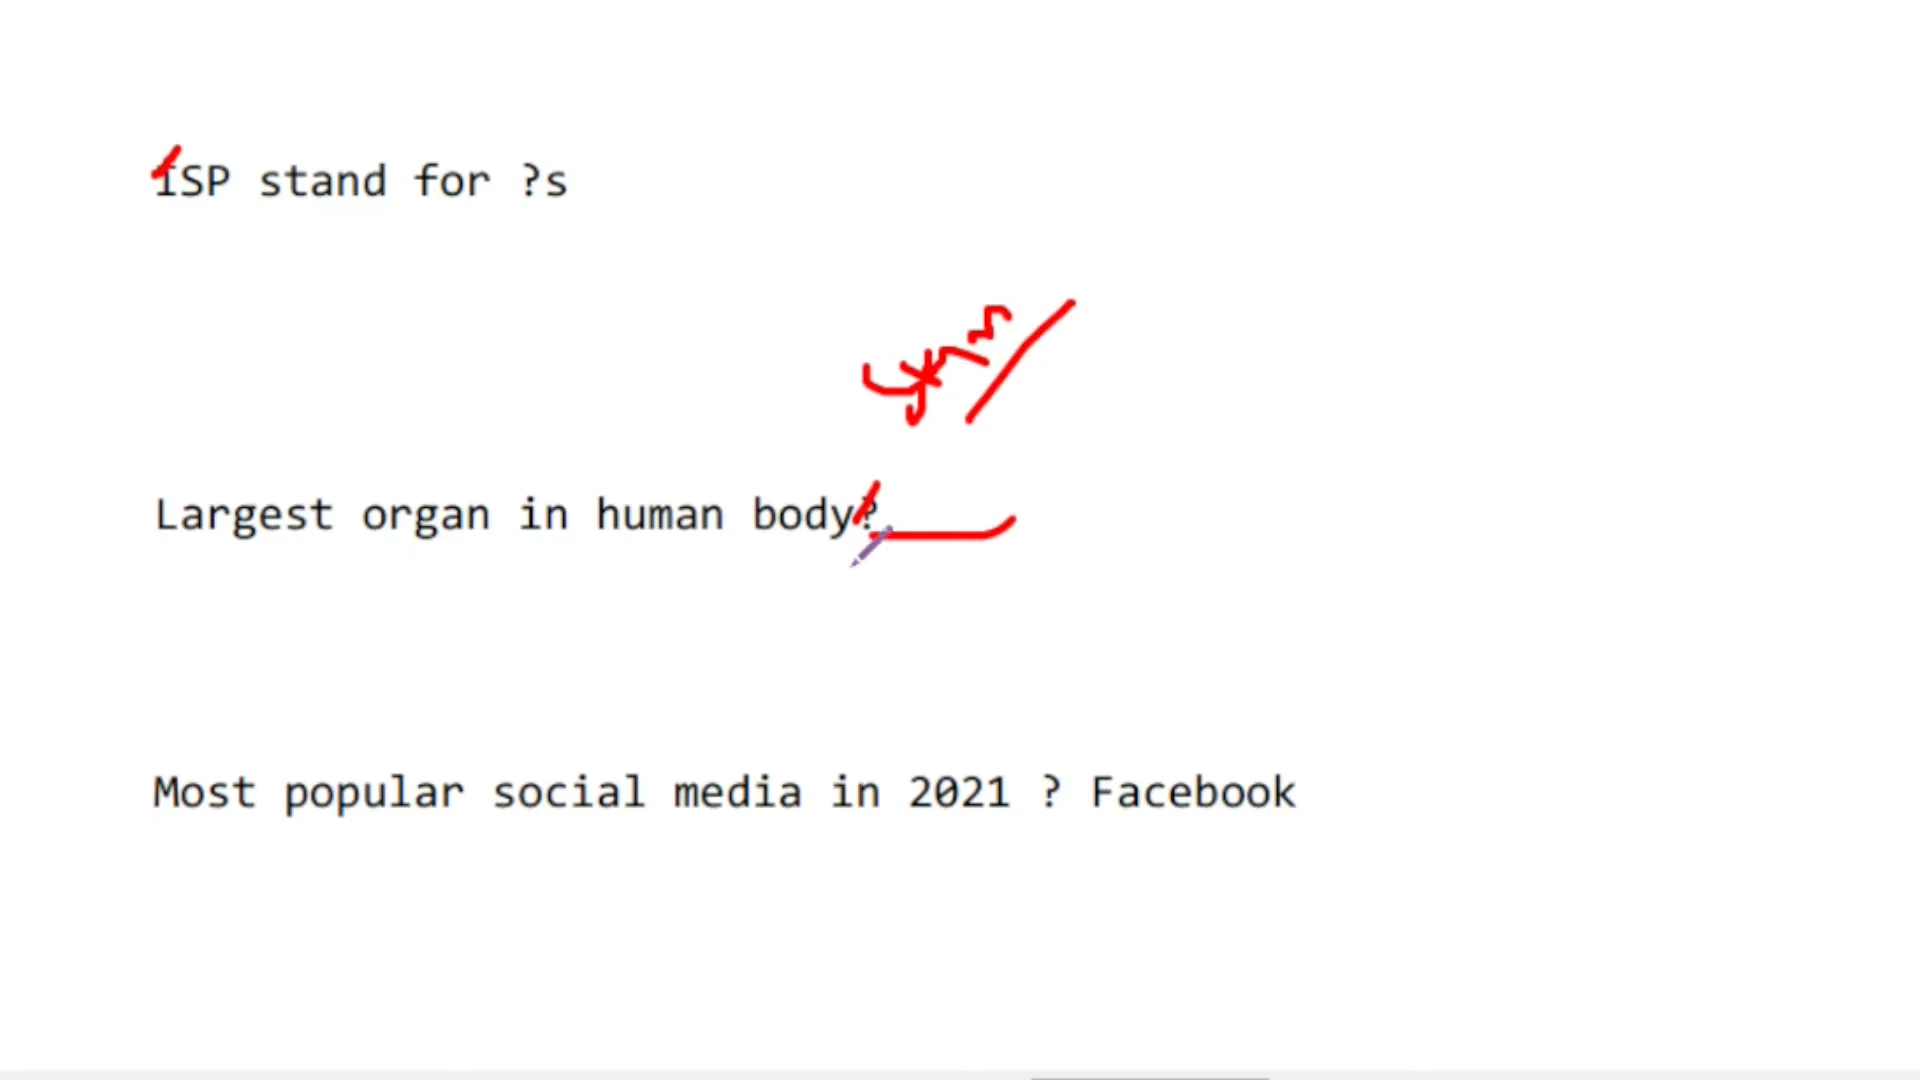 ISP stand for ?s
Largest organ in human body?
Most popular social media in 2021 ? Facebook